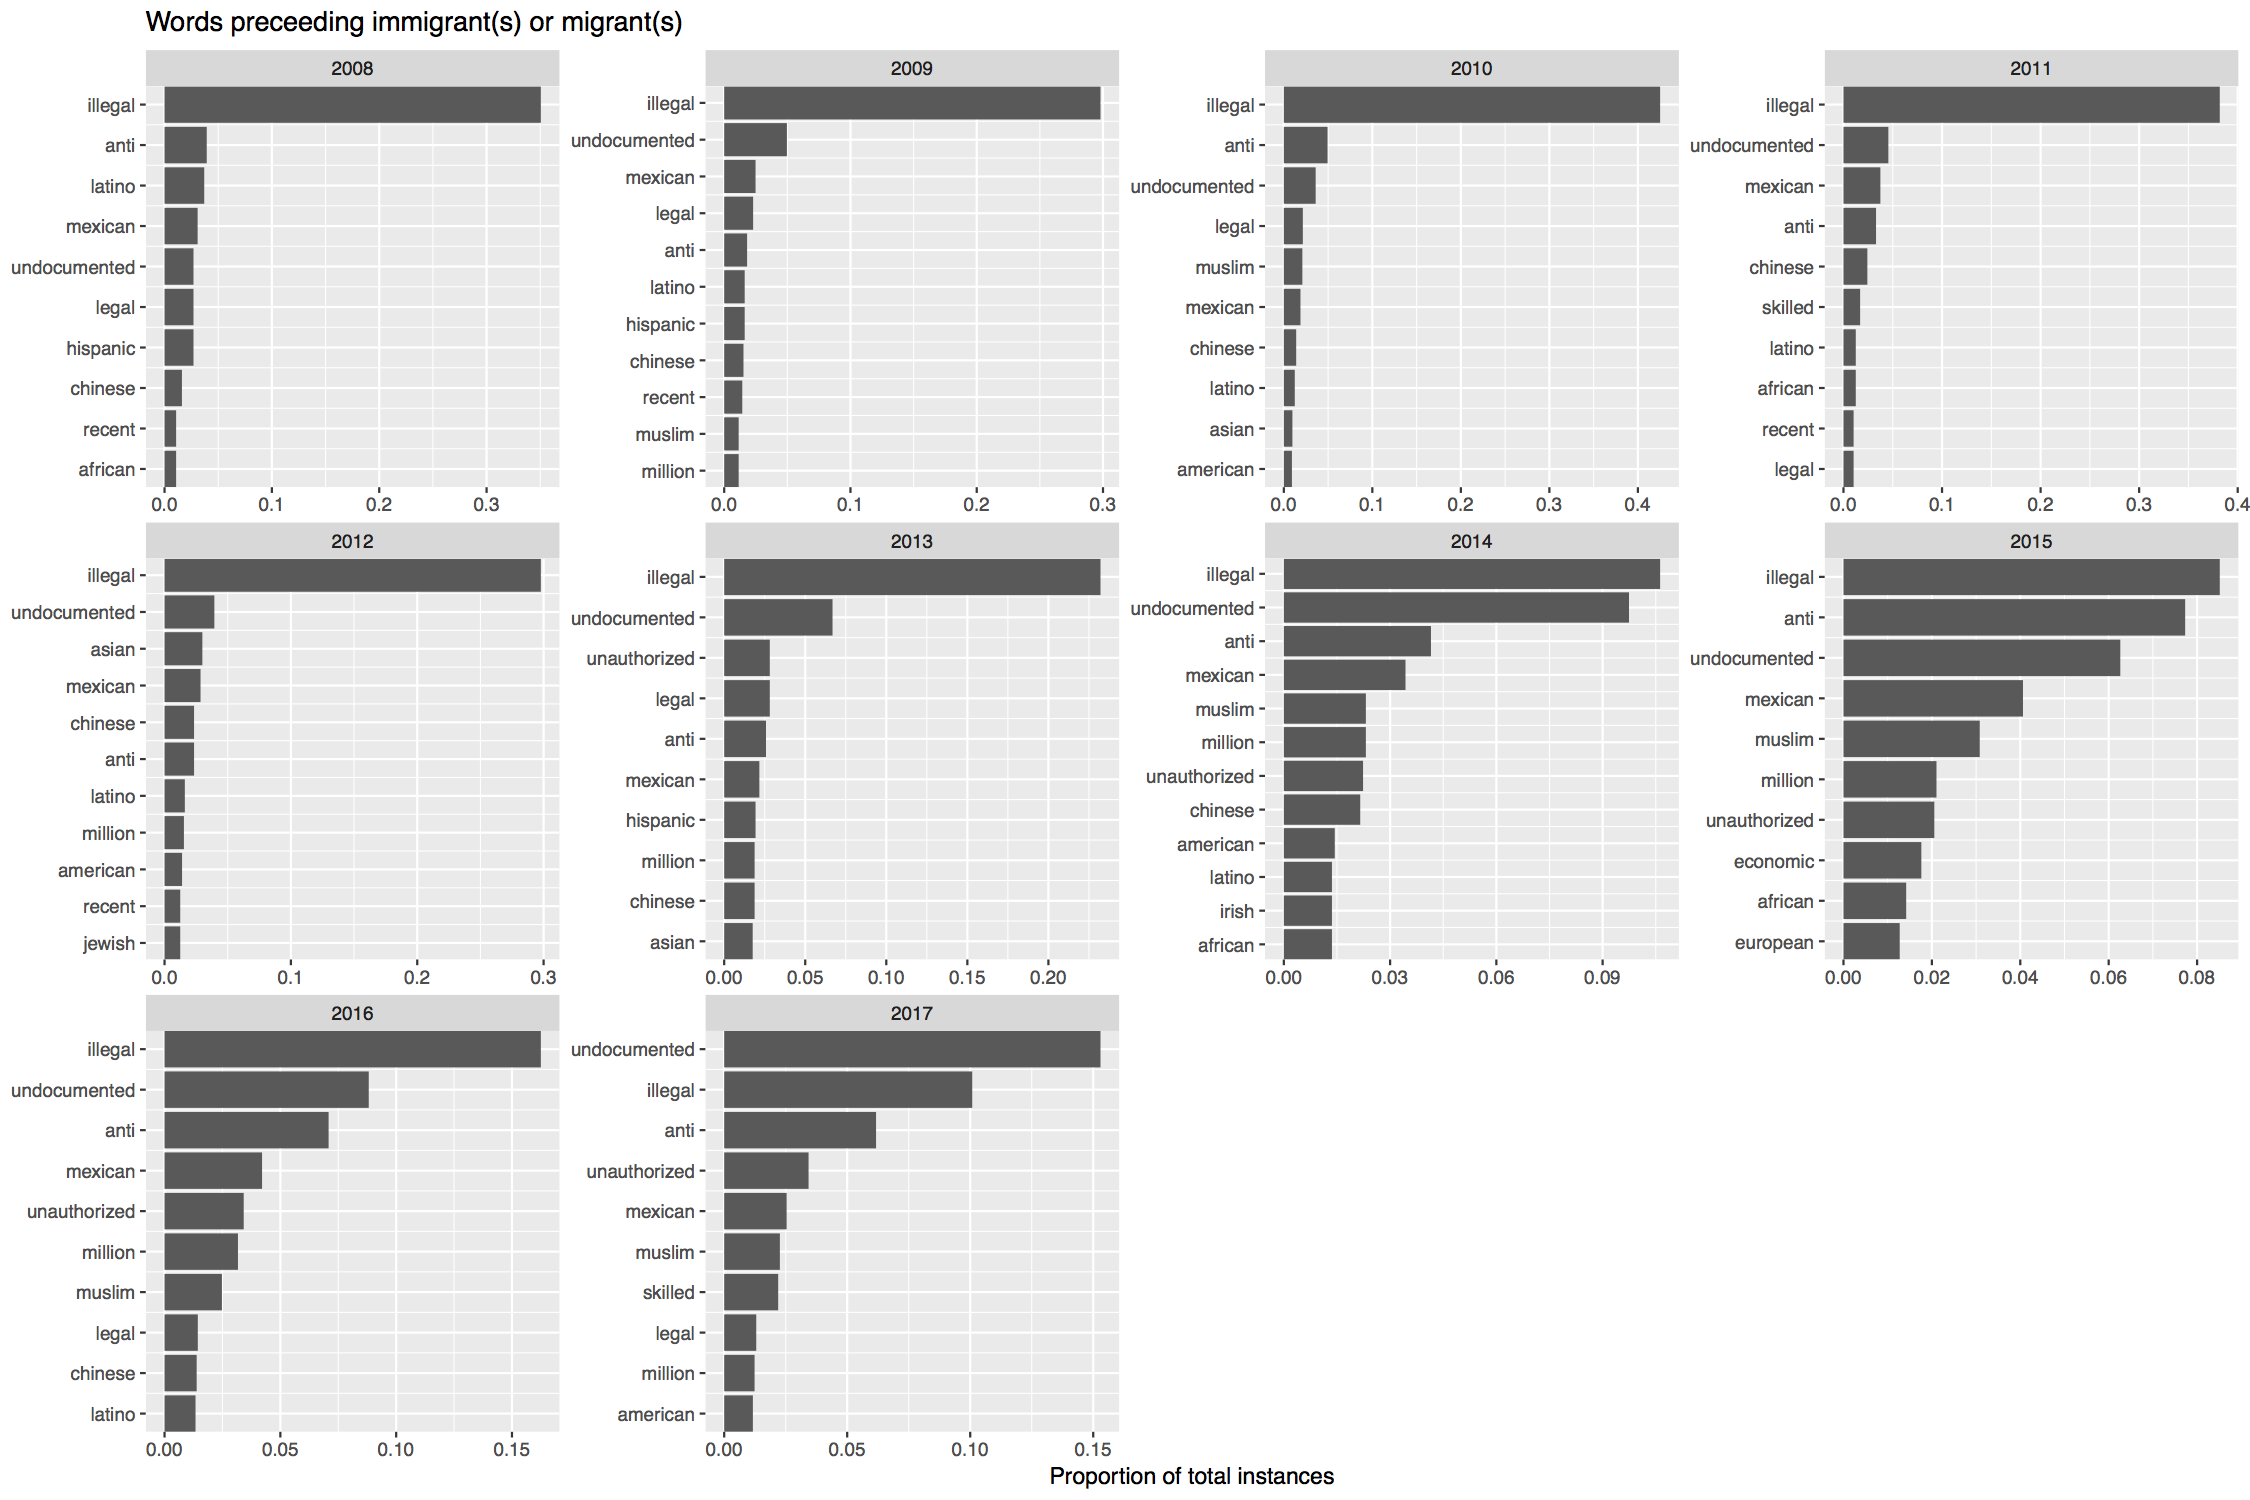 Words preceeding immigrant(s) or migrant(s)
2008
illegal
anti
latino
mexican
undocumented
legal
hispanic
chinese
recent
african
0.0 0.1 0.2 0.3
2009
illegal
undocumented
mexican
legal
anti
latino
hispanic
chinese
recent
muslim
million
0.0 0.1 0.2 0.3
2010
illegal
anti
undocumented
legal
muslim
mexican
chinese
latino
asian
american
0.0 0.1 0.2 0.3 0.4
2011
illegal
undocumented
mexican
anti
chinese
skilled
latino
african
recent
legal
0.0 0.1 0.2 0.3 0.4
2012
illegal
undocumented
asian
mexican
chinese
anti
latino
million
american
recent
jewish
0.0 0.1 0.2 0.3
2013
illegal
undocumented
unauthorized
legal
anti
mexican
hispanic
million
chinese
asian
0.00 0.05 0.10 0.15 0.20
2014
illegal
undocumented
anti
mexican
muslim
million
unauthorized
chinese
american
latino
irish
african
0.00 0.03 0.06 0.09
2015
illegal
anti
undocumented
mexican
muslim
million
unauthorized
economic
african
european
0.00 0.02 0.04 0.06 0.08
2016
illegal
undocumented
anti
mexican
unauthorized
million
muslim
legal
chinese
latino
0.00 0.05 0.10 0.15
2017
undocumented
illegal
anti
unauthorized
mexican
muslim
skilled
legal
million
american
0.00 0.05 0.10 0.15
Proportion of total instances